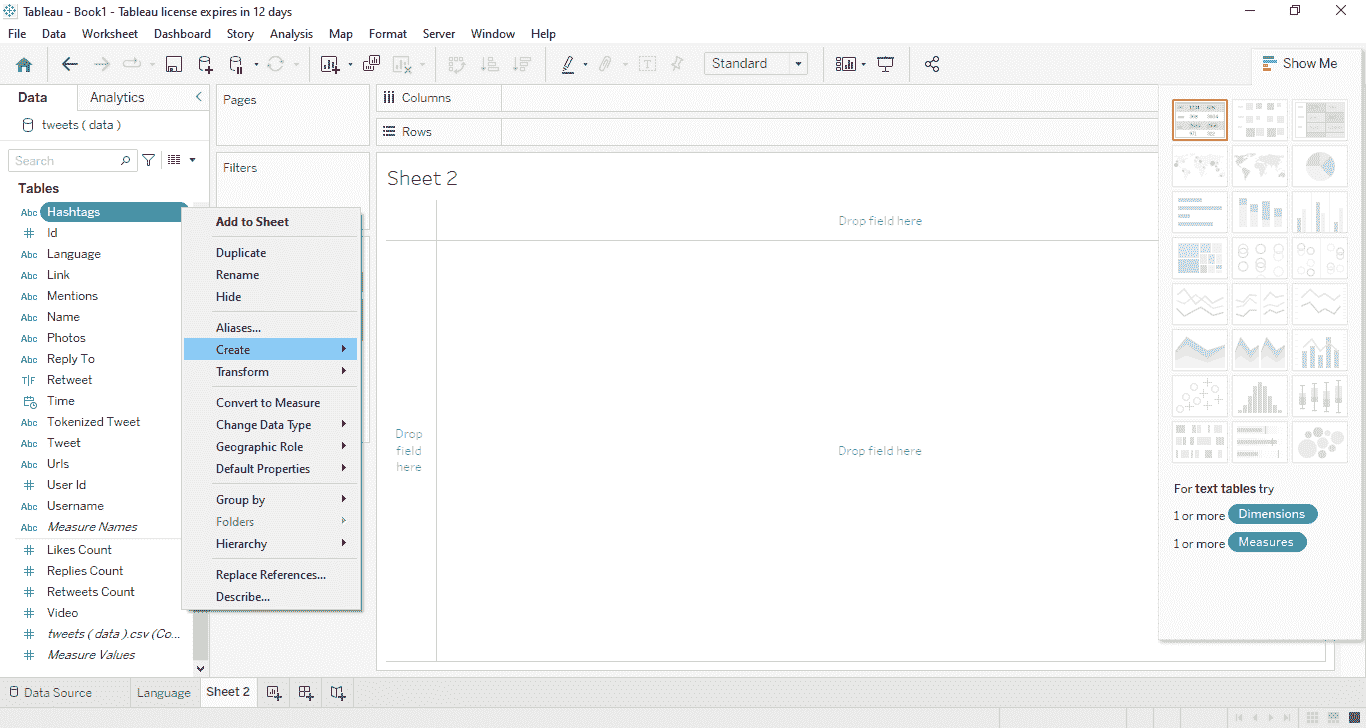 Tableau - Book1 - Tableau license expires in 12 days
File Data Worksheet Dashboard Story Analysis Map Format Server Window Help
Standard
Show Me
Data Analytics
tweets ( data )
Search
Tables
Abc Hashtags
# Id
Abc Language
Abc Link
Abc Mentions
Abc Name
Abc Photos
Abc Reply To
T|F Retweet
Time
Abc Tokenized Tweet
Abc Tweet
Abc Urls
# User Id
Abc Username
Abc Measure Names
# Likes Count
# Replies Count
# Retweets Count
# Video
# tweets ( data ).csv (Co...
# Measure Values
Pages
Filters
Add to Sheet
Duplicate
Rename
Hide
Aliases...
Create
Transform
Convert to Measure
Change Data Type
Geographic Role
Default Properties
Group by
Folders
Hierarchy
Replace References...
Describe...
Columns
Rows
Sheet 2
Drop field here
Drop
field
here
Drop field here
For text tables try
1 or more Dimensions
1 or more Measures
Data Source Language Sheet 2